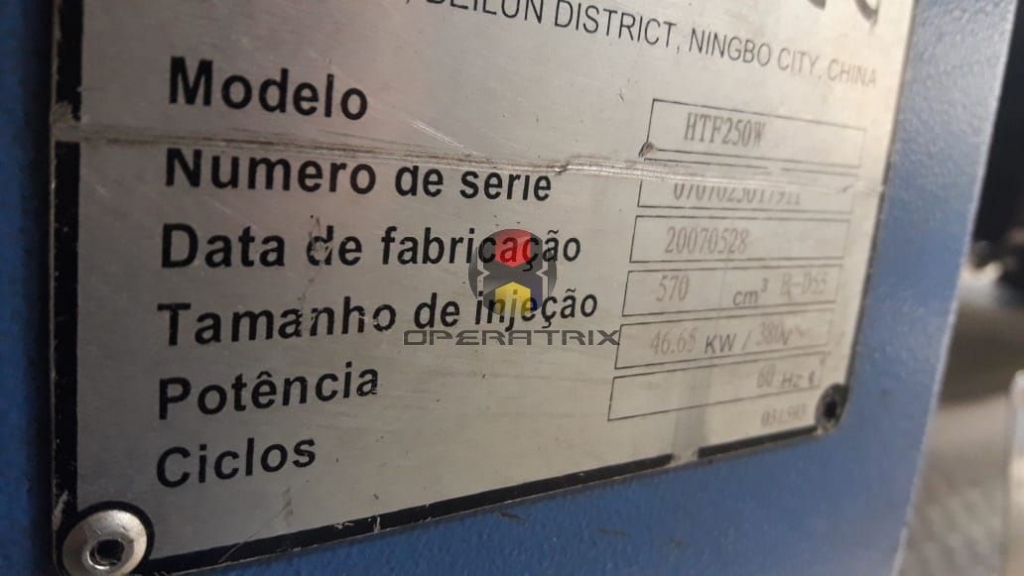 DISTRICT, NINGBO CITY, CHINA
Modelo HTF250W
Numero de serie
Data de fabricação 20070528
Tamanho de injeção 570 cm³
Potência 46.65 KW / 380V~
Ciclos 60 Hz
OPERATRIX